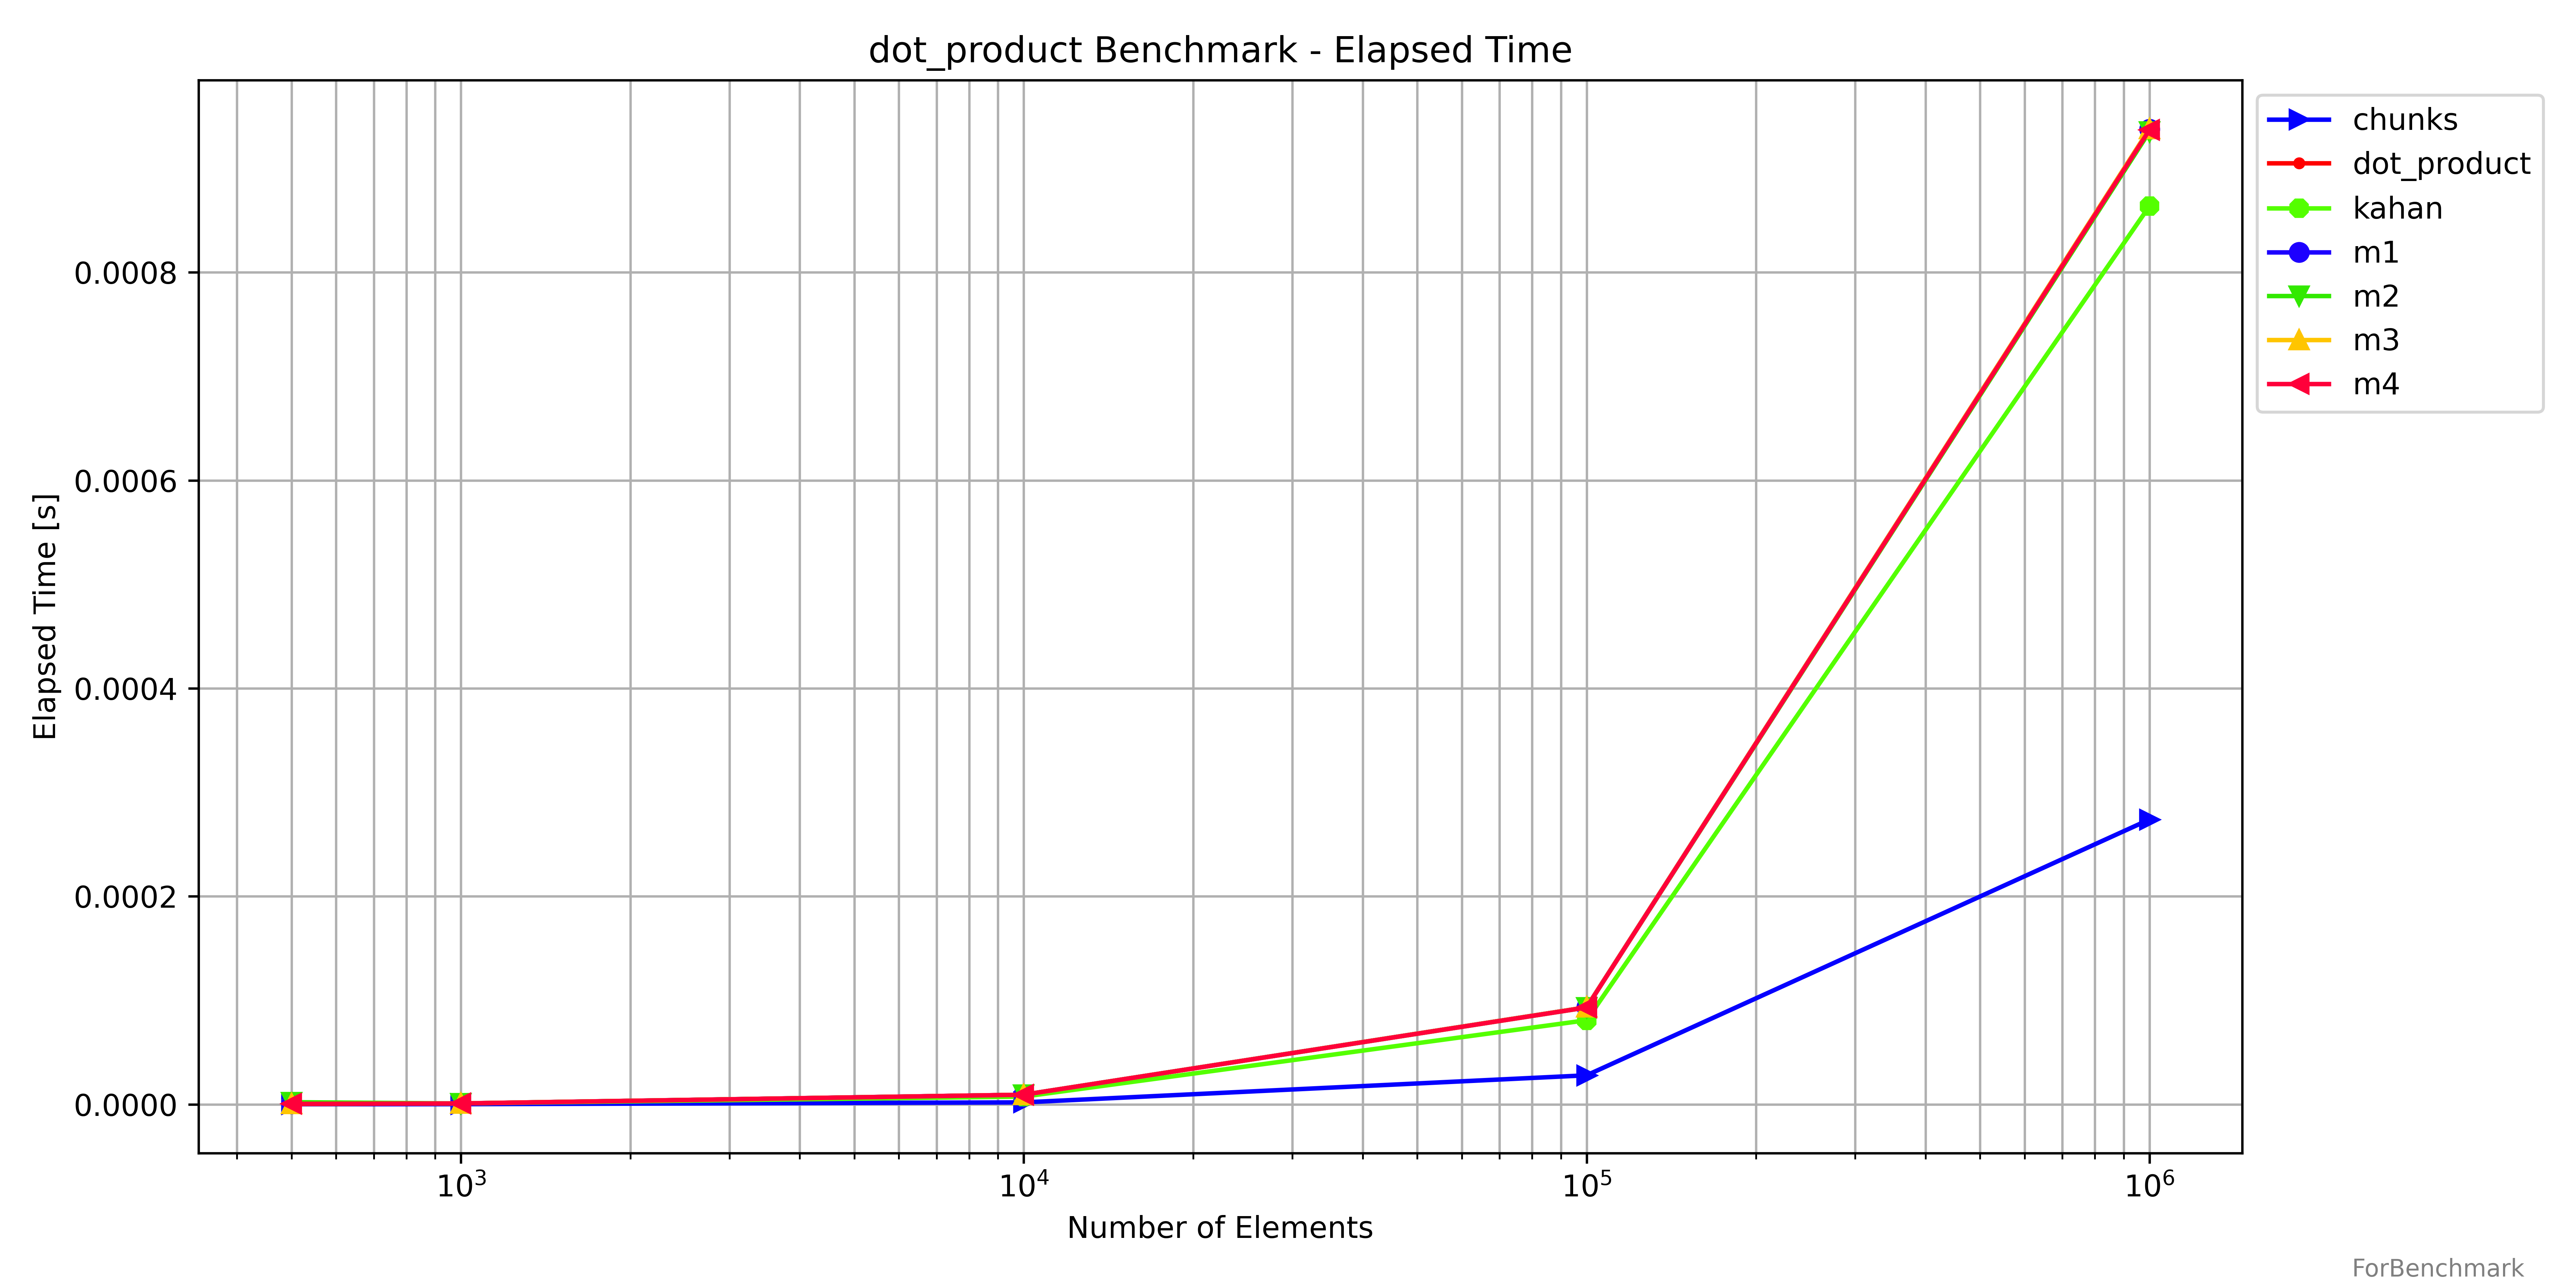 dot_product Benchmark - Elapsed Time
chunks
dot_product
kahan
m1
m2
m3
m4
Elapsed Time [s]
0.0008
0.0006
0.0004
0.0002
0.0000
10³ 10⁴ 10⁵ 10⁶
Number of Elements
ForBenchmark